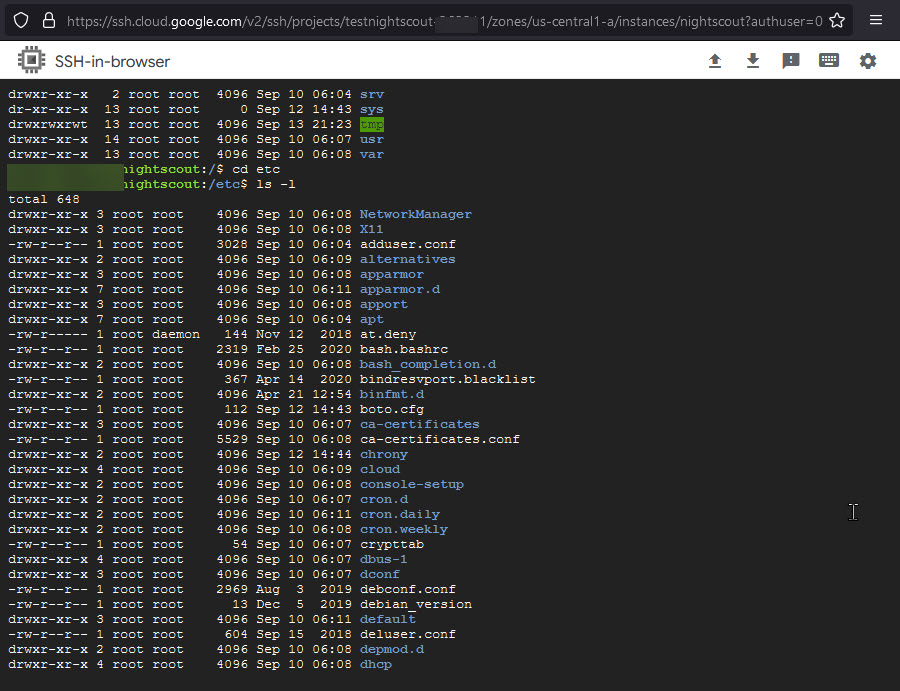 https://ssh.cloud.google.com/v2/ssh/projects/testnightscout- 1/zones/us-central1-a/instances/nightscout?authuser=0
SSH-in-browser
drwxr-xr-x   2 root root  4096 Sep 10 06:04 srv
dr-xr-xr-x  13 root root     0 Sep 12 14:43 sys
drwxrwxrwt  13 root root  4096 Sep 13 21:23 tmp
drwxr-xr-x  14 root root  4096 Sep 10 06:07 usr
drwxr-xr-x  13 root root  4096 Sep 10 06:08 var
nightscout:/$ cd etc
nightscout:/etc$ ls -l
total 648
drwxr-xr-x 3 root root    4096 Sep 10 06:08 NetworkManager
drwxr-xr-x 3 root root    4096 Sep 10 06:08 X11
-rw-r--r-- 1 root root    3028 Sep 10 06:04 adduser.conf
drwxr-xr-x 2 root root    4096 Sep 10 06:09 alternatives
drwxr-xr-x 3 root root    4096 Sep 10 06:08 apparmor
drwxr-xr-x 7 root root    4096 Sep 10 06:11 apparmor.d
drwxr-xr-x 3 root root    4096 Sep 10 06:08 apport
drwxr-xr-x 7 root root    4096 Sep 10 06:04 apt
-rw-r----- 1 root daemon   144 Nov 12  2018 at.deny
-rw-r--r-- 1 root root    2319 Feb 25  2020 bash.bashrc
drwxr-xr-x 2 root root    4096 Sep 10 06:08 bash_completion.d
-rw-r--r-- 1 root root     367 Apr 14  2020 bindresvport.blacklist
drwxr-xr-x 2 root root    4096 Apr 21 12:54 binfmt.d
-rw-r--r-- 1 root root     112 Sep 12 14:43 boto.cfg
drwxr-xr-x 3 root root    4096 Sep 10 06:07 ca-certificates
-rw-r--r-- 1 root root    5529 Sep 10 06:08 ca-certificates.conf
drwxr-xr-x 2 root root    4096 Sep 12 14:44 chrony
drwxr-xr-x 4 root root    4096 Sep 10 06:09 cloud
drwxr-xr-x 2 root root    4096 Sep 10 06:08 console-setup
drwxr-xr-x 2 root root    4096 Sep 10 06:07 cron.d
drwxr-xr-x 2 root root    4096 Sep 10 06:11 cron.daily
drwxr-xr-x 2 root root    4096 Sep 10 06:08 cron.weekly
-rw-r--r-- 1 root root      54 Sep 10 06:07 crypttab
drwxr-xr-x 4 root root    4096 Sep 10 06:07 dbus-1
drwxr-xr-x 3 root root    4096 Sep 10 06:07 dconf
-rw-r--r-- 1 root root    2969 Aug  3  2019 debconf.conf
-rw-r--r-- 1 root root      13 Dec  5  2019 debian_version
drwxr-xr-x 3 root root    4096 Sep 10 06:11 default
-rw-r--r-- 1 root root     604 Sep 15  2018 deluser.conf
drwxr-xr-x 2 root root    4096 Sep 10 06:08 depmod.d
drwxr-xr-x 4 root root    4096 Sep 10 06:08 dhcp